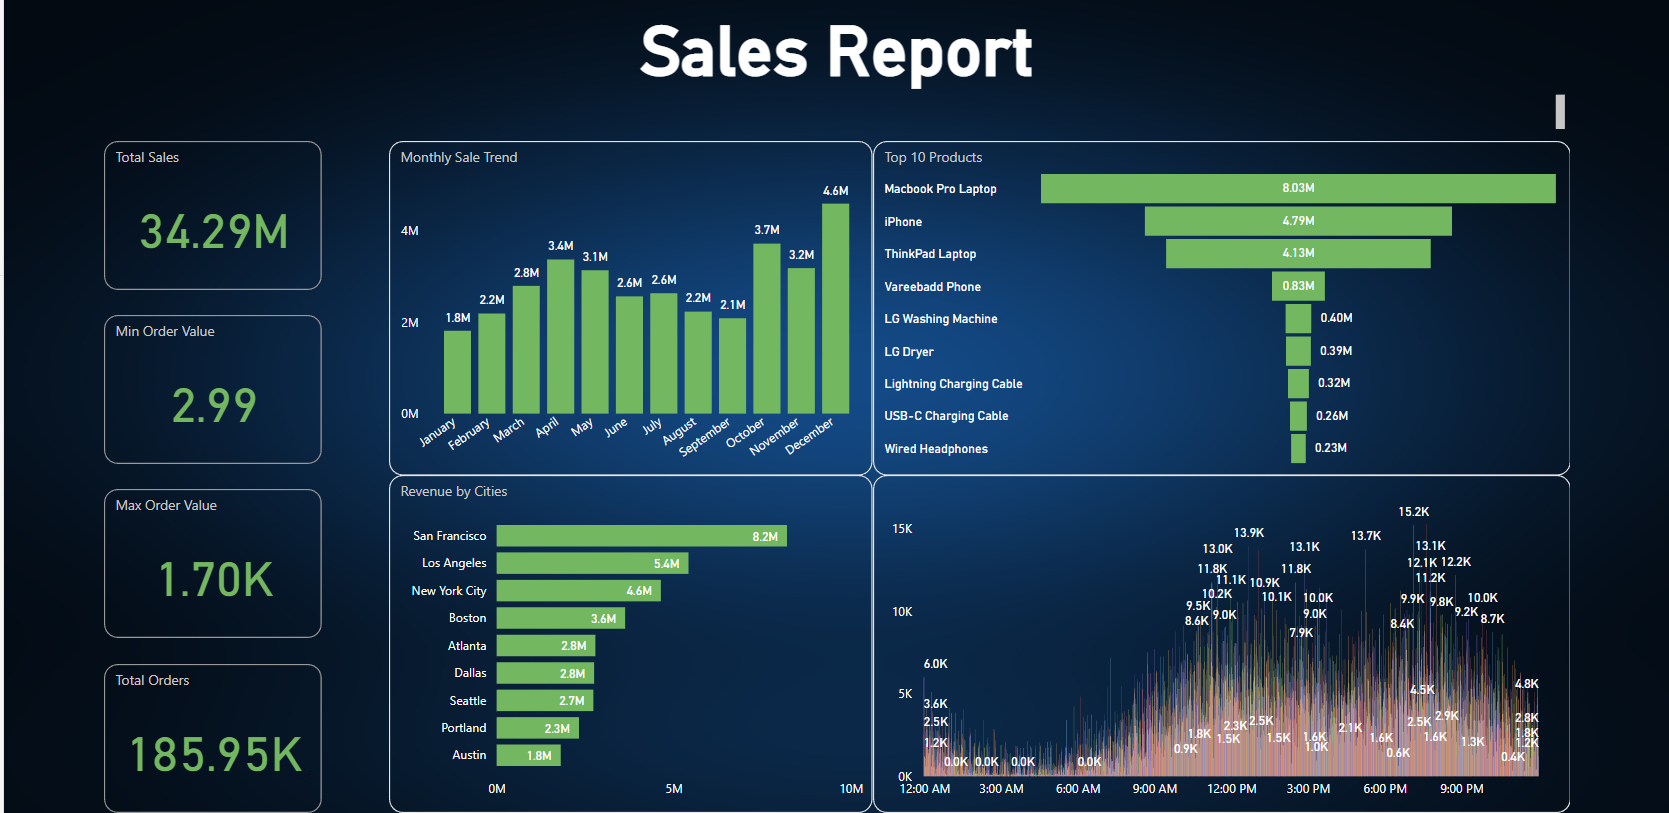 Sales Report
Total Sales
34.29M
Min Order Value
2.99
Max Order Value
1.70K
Total Orders
185.95K
Monthly Sale Trend
4M
2M
0M
1.8M
2.2M
2.8M
3.4M
3.1M
2.6M
2.6M
2.2M
2.1M
3.7M
3.2M
4.6M
January
February
March
April
May
June
July
August
September
October
November
December
Top 10 Products
Macbook Pro Laptop 8.03M
iPhone 4.79M
ThinkPad Laptop 4.13M
Vareebadd Phone 0.83M
LG Washing Machine 0.40M
LG Dryer 0.39M
Lightning Charging Cable 0.32M
USB-C Charging Cable 0.26M
Wired Headphones 0.23M
Revenue by Cities
San Francisco 8.2M
Los Angeles 5.4M
New York City 4.6M
Boston 3.6M
Atlanta 2.8M
Dallas 2.8M
Seattle 2.7M
Portland 2.3M
Austin 1.8M
0M 5M 10M
15.2K
15K
13.9K 13.7K
13.0K 13.1K 13.1K
12.1K 12.2K
11.8K 11.8K
11.1K 10.9K 11.2K
10.2K 10.1K 10.0K 9.9K 9.8K 10.0K
9.5K
10K
9.0K 9.0K 9.2K
8.6K 8.4K 8.7K
7.9K
6.0K
5K
4.5K 4.8K
3.6K
2.5K 2.3K 2.5K 2.1K 2.5K 2.9K 2.8K
1.8K 1.5K 1.5K 1.6K 1.6K 1.6K 1.8K
1.2K 0.9K 1.0K 1.3K 1.2K
0.6K 0.4K
0.0K 0.0K 0.0K 0.0K
0K
12:00 AM 3:00 AM 6:00 AM 9:00 AM 12:00 PM 3:00 PM 6:00 PM 9:00 PM